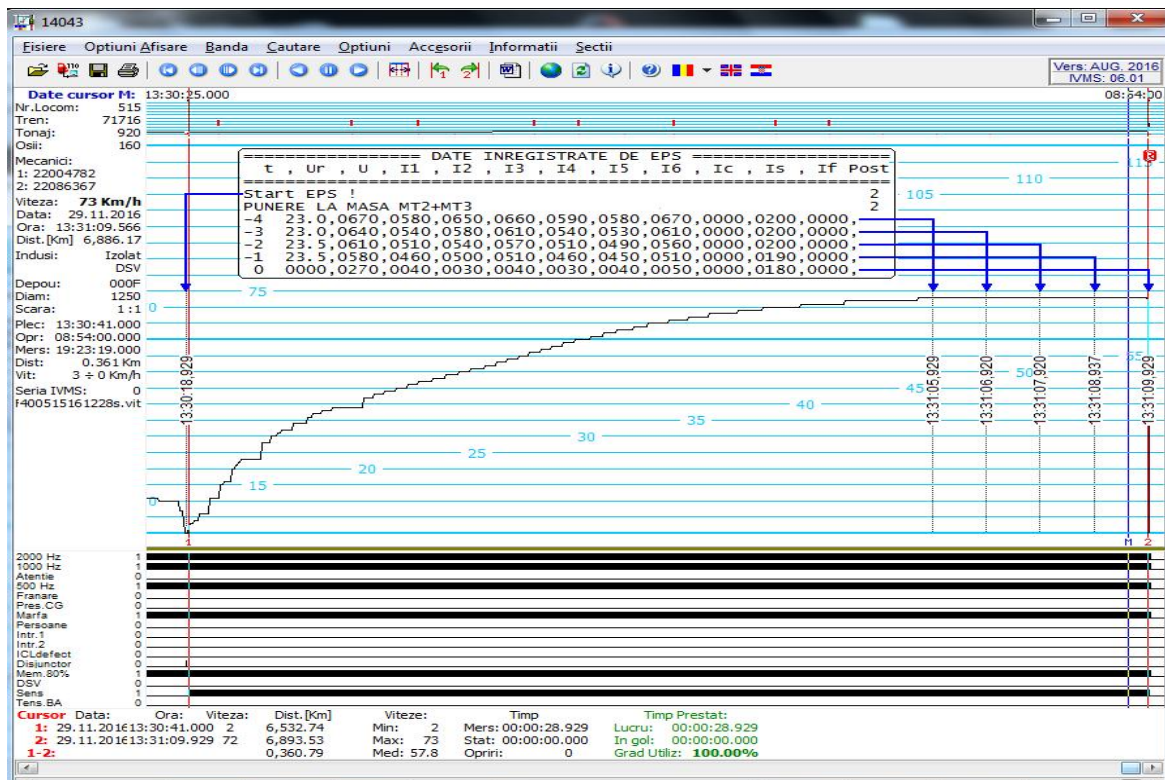 14043
Fisiere Optiuni Afisare Banda Cautare Optiuni Accesorii Informatii Sectii
Vers: AUG. 2016
IVMS: 06.01
Date cursor M: 13:30:25.000 08:54:00
Nr.Locom: 515
Tren: 71716
Tonaj: 920
Osii: 160
Mecanici:
1: 22004782
2: 22086367
Viteza: 73 Km/h
Data: 29.11.2016
Ora: 13:31:09.566
Dist.[Km] 6,886.17
Indusi: Izolat
DSV
Depou: 000F
Diam: 1250
Scara: 1:1
Plec: 13:30:41.000
Opr: 08:54:00.000
Mers: 19:23:19.000
Dist: 0.361 Km
Vit: 3 ÷ 0 Km/h
Seria IVMS: 0
f400515161228s.vit
================== DATE INREGISTRATE DE EPS ====================
t , Ur , U , I1 , I2 , I3 , I4 , I5 , I6 , Ic , Is , If Post
Start EPS ! 2
PUNERE LA MASA MT2+MT3 2
-4 23.0,0670,0580,0650,0660,0590,0580,0670,0000,0200,0000,
-3 23.0,0640,0540,0580,0610,0540,0530,0610,0000,0200,0000,
-2 23.5,0610,0510,0540,0570,0510,0490,0560,0000,0200,0000,
-1 23.5,0580,0460,0500,0510,0460,0450,0510,0000,0190,0000,
0 0000,0270,0040,0030,0040,0030,0040,0050,0000,0180,0000,
R
115
110
105
75
0
55
50
45
40
35
30
25
20
15
0
13:30:18,929
13:31:05,929
13:31:06,920
13:31:07,920
13:31:08,937
13:31:09,929
1 M 2
2000 Hz 1
1000 Hz 1
Atentie 0
500 Hz 1
Franare 0
Pres.CG 0
Marfa 1
Persoane 0
Intr.1 0
Intr.2 0
ICLdefect 0
Disjunctor 0
Mem.80% 1
DSV 0
Sens 1
Tens.BA 0
Cursor Data: Ora: Viteza: Dist.[Km] Viteze: Timp Timp Prestat:
1: 29.11.2016 13:30:41.000 2 6,532.74 Min: 2 Mers: 00:00:28.929 Lucru: 00:00:28.929
2: 29.11.2016 13:31:09.929 72 6,893.53 Max: 73 Stat: 00:00:00.000 In gol: 00:00:00.000
1-2: 0,360.79 Med: 57.8 Opriri: 0 Grad Utiliz: 100.00%